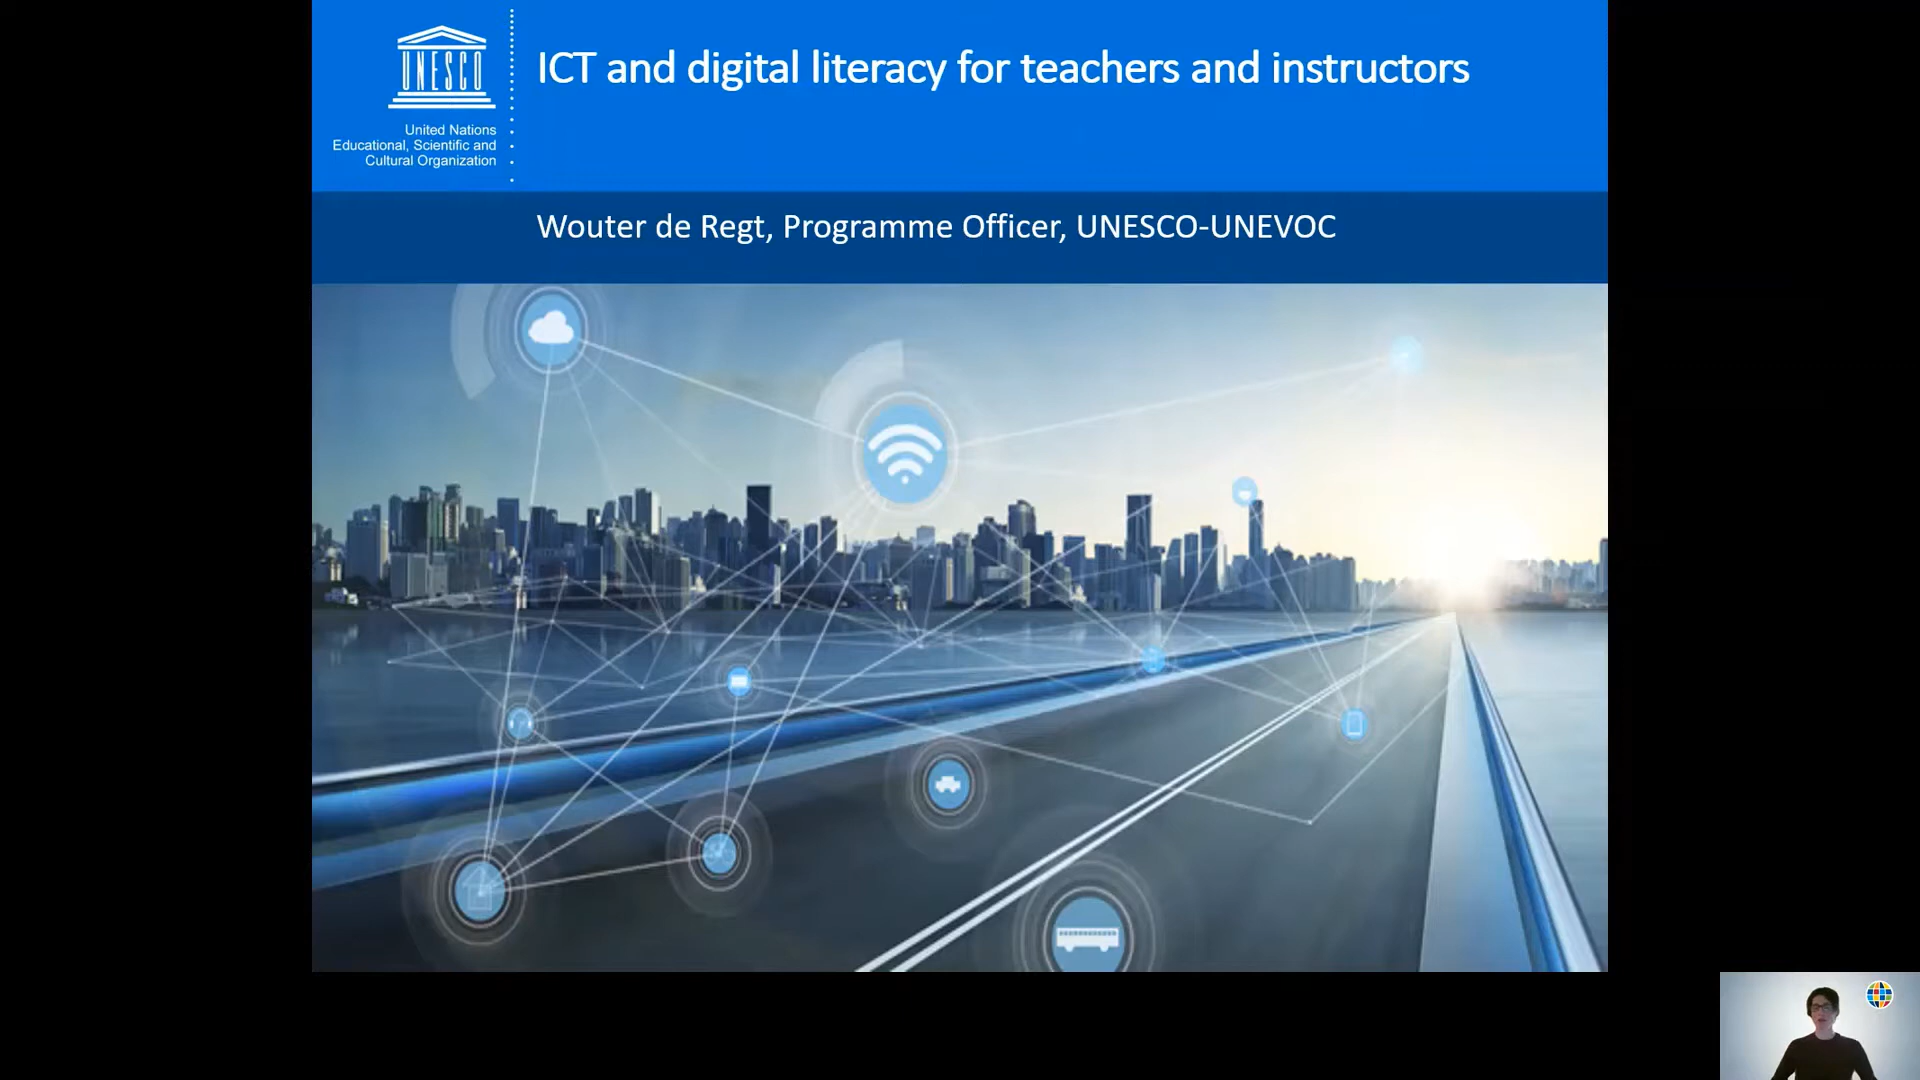 UNESCO
United Nations
Educational, Scientific and
Cultural Organization
ICT and digital literacy for teachers and instructors
Wouter de Regt, Programme Officer, UNESCO-UNEVOC